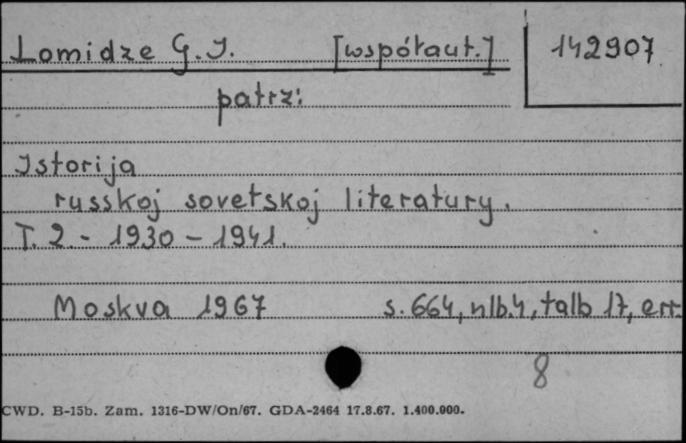 Lomidze G. I. [współaut.] 142907
patrz:
Istorija
russkoj sovetskoj literatury.
T. 2. - 1930 - 1941.
Moskva 1967 s. 664, nlb. 4, talb 17, err.
8
CWD. B-15b. Zam. 1316-DW/On/67. GDA-2464 17.8.67. 1.400.000.